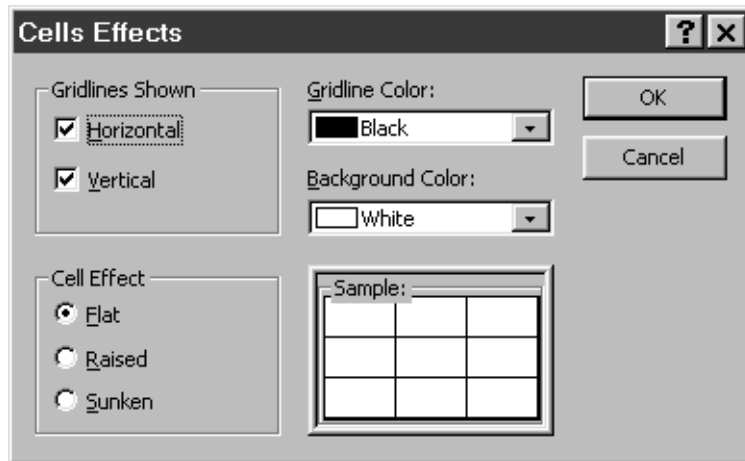 Cells Effects
Gridlines Shown
Horizontal
Vertical
Gridline Color:
Black
Background Color:
White
OK
Cancel
Cell Effect
Flat
Raised
Sunken
Sample: